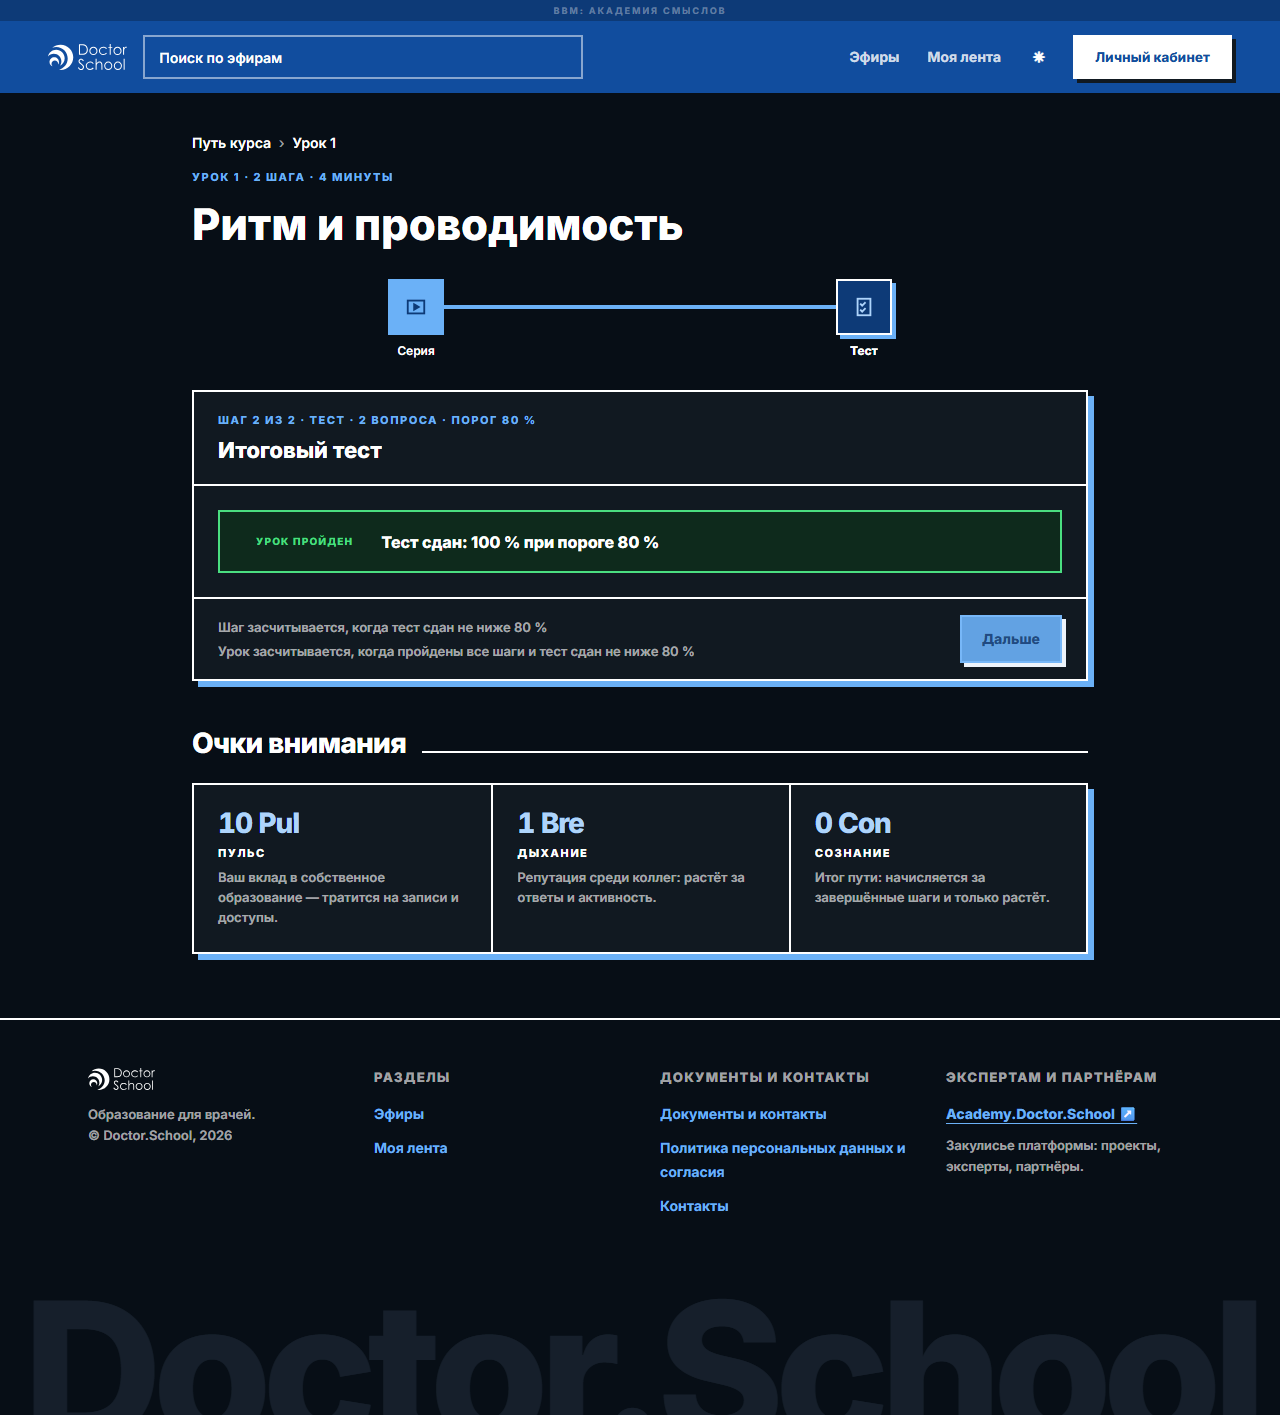 ВВМ: АКАДЕМИЯ СМЫСЛОВ
Doctor
School
Поиск по эфирам
Эфиры
Моя лента
Личный кабинет
Путь курса › Урок 1
УРОК 1 · 2 ШАГА · 4 МИНУТЫ
Ритм и проводимость
Серия
Тест
ШАГ 2 ИЗ 2 · ТЕСТ · 2 ВОПРОСА · ПОРОГ 80 %
Итоговый тест
УРОК ПРОЙДЕН
Тест сдан: 100 % при пороге 80 %
Шаг засчитывается, когда тест сдан не ниже 80 %
Урок засчитывается, когда пройдены все шаги и тест сдан не ниже 80 %
Дальше
Очки внимания
10 Pul
ПУЛЬС
Ваш вклад в собственное
образование — тратится на записи и
доступы.
1 Bre
ДЫХАНИЕ
Репутация среди коллег: растёт за
ответы и активность.
0 Con
СОЗНАНИЕ
Итог пути: начисляется за
завершённые шаги и только растёт.
Doctor
School
Образование для врачей.
© Doctor.School, 2026
РАЗДЕЛЫ
Эфиры
Моя лента
ДОКУМЕНТЫ И КОНТАКТЫ
Документы и контакты
Политика персональных данных и
согласия
Контакты
ЭКСПЕРТАМ И ПАРТНЁРАМ
Academy.Doctor.School
Закулисье платформы: проекты,
эксперты, партнёры.
Doctor.School